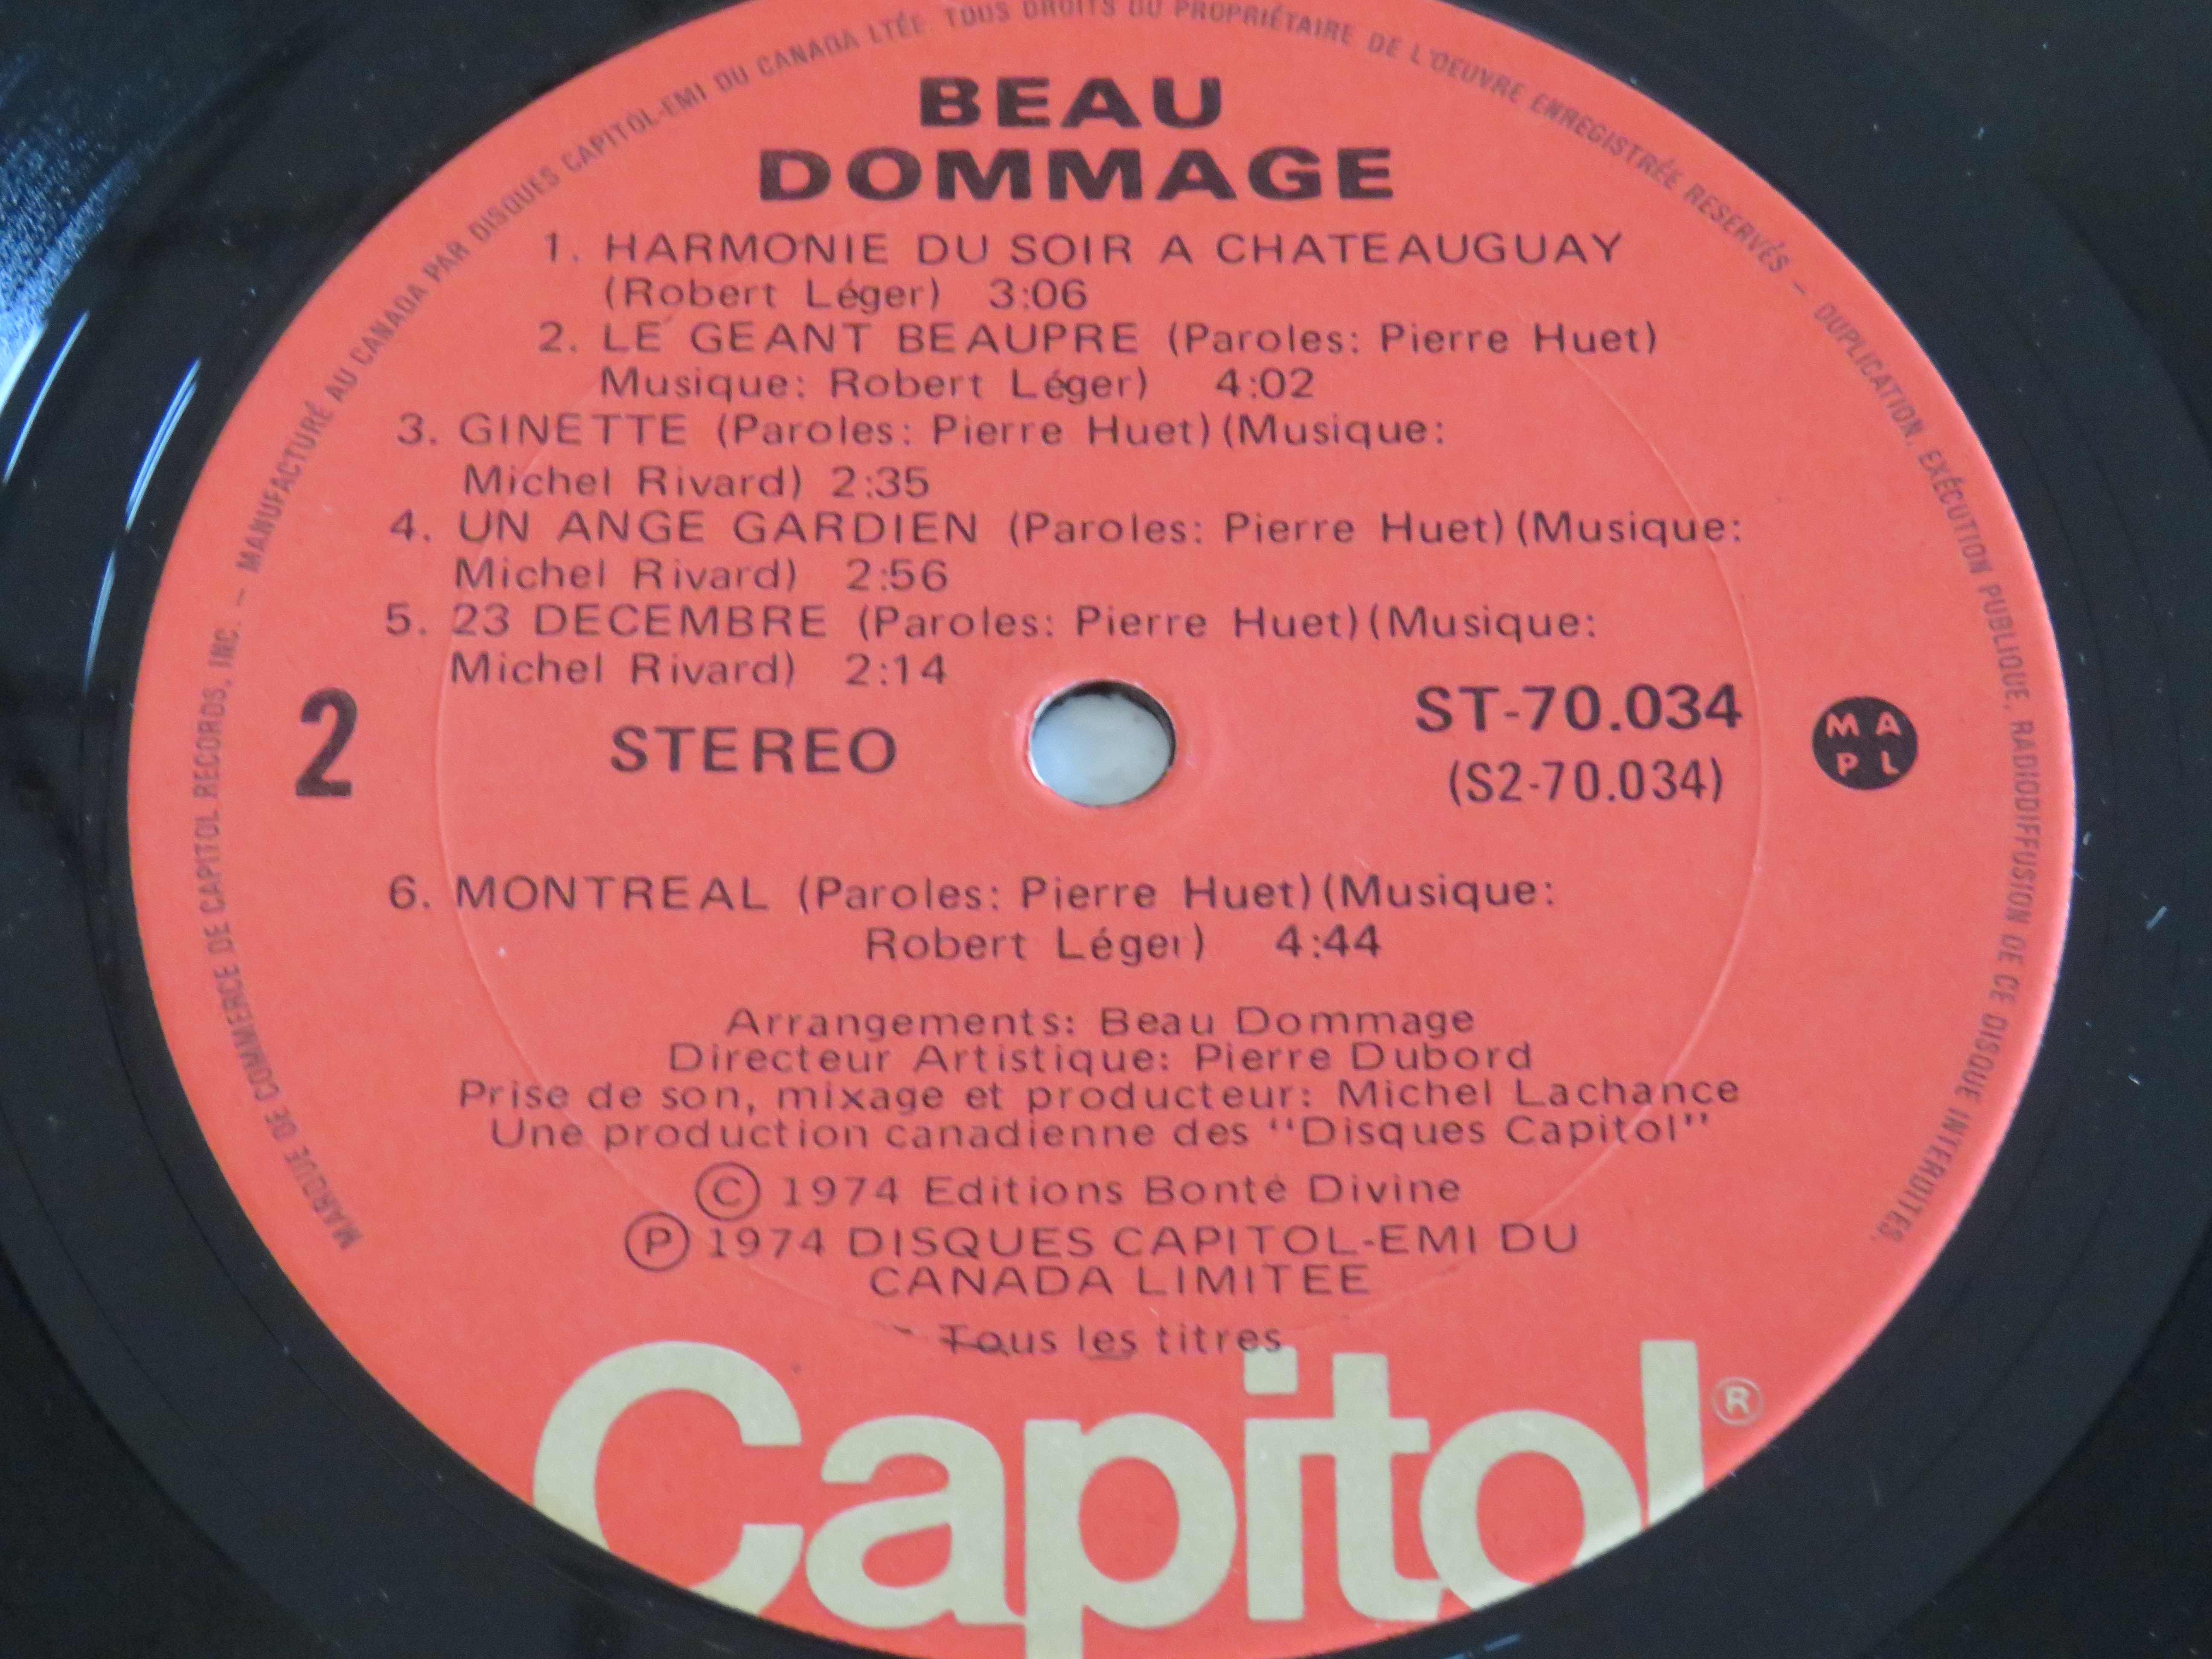 BEAU
DOMMAGE
1. HARMONIE DU SOIR A CHATEAUGUAY
(Robert Léger) 3:06
2. LE GEANT BEAUPRE (Paroles: Pierre Huet)
Musique: Robert Léger) 4:02
3. GINETTE (Paroles: Pierre Huet) (Musique:
Michel Rivard) 2:35
4. UN ANGE GARDIEN (Paroles: Pierre Huet) (Musique:
Michel Rivard) 2:56
5. 23 DECEMBRE (Paroles: Pierre Huet) (Musique:
Michel Rivard) 2:14
2
STEREO
ST-70.034
(S2-70.034)
M A
P L
6. MONTREAL (Paroles: Pierre Huet) (Musique:
Robert Léger) 4:44
Arrangements: Beau Dommage
Directeur Artistique: Pierre Dubord
Prise de son, mixage et producteur: Michel Lachance
Une production canadienne des "Disques Capitol"
© 1974 Editions Bonté Divine
Ⓟ 1974 DISQUES CAPITOL-EMI DU
CANADA LIMITEE
Tous les titres
Capitol®
MARQUE DE COMMERCE DE CAPITOL RECORDS, INC. – MANUFACTURÉ AU CANADA PAR DISQUES CAPITOL-EMI DU CANADA LTÉE. TOUS DROITS DU PROPRIÉTAIRE DE L'OEUVRE ENREGISTRÉE RESERVÉS – DUPLICATION, EXÉCUTION PUBLIQUE, RADIODIFFUSION DE CE DISQUE INTERDITES.